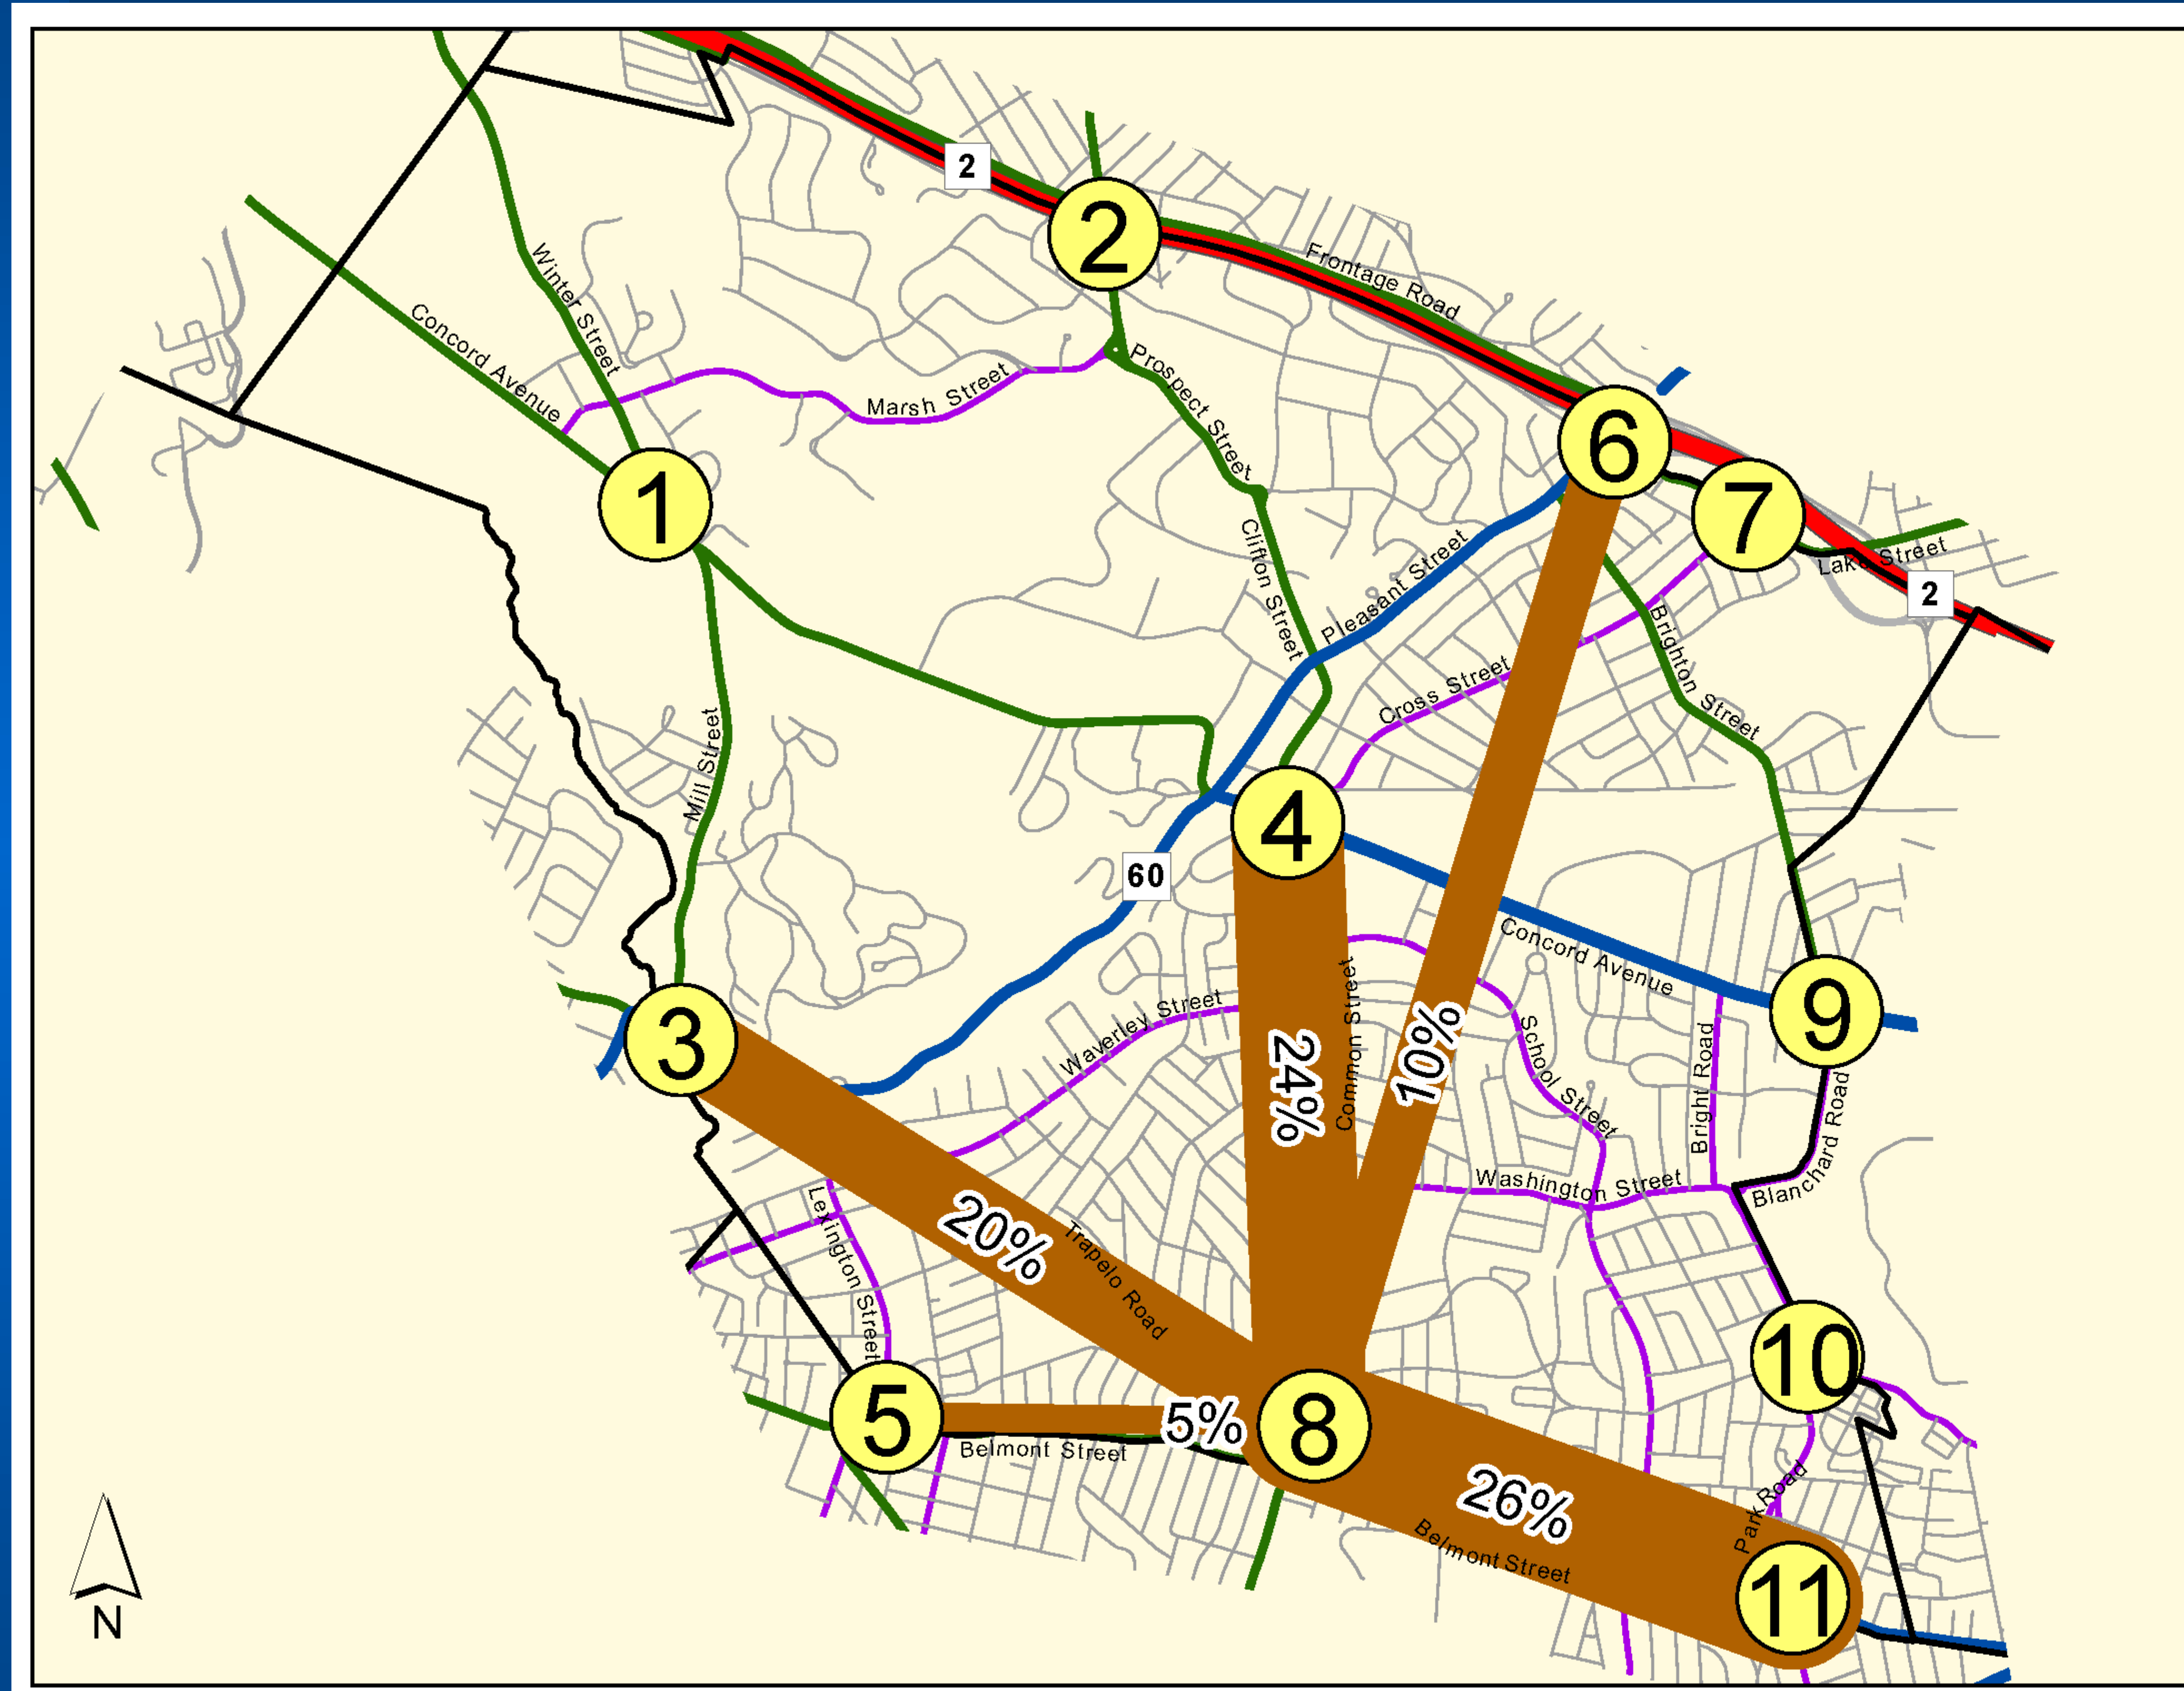 2
2
Frontage Road
Winter Street
Concord Avenue
Marsh Street
Prospect Street
6
1
7
Clifton Street
Pleasant Street
Lake Street
2
Brighton Street
Cross Street
Mill Street
4
60
Concord Avenue
9
3
Waverley Street
Common Street
24%
10%
School Street
Bright Road
Blanchard Road
Washington Street
Lexington Street
20%
Trapelo Road
10
5
5%
8
Belmont Street
26%
Park Road
Belmont Street
11
N